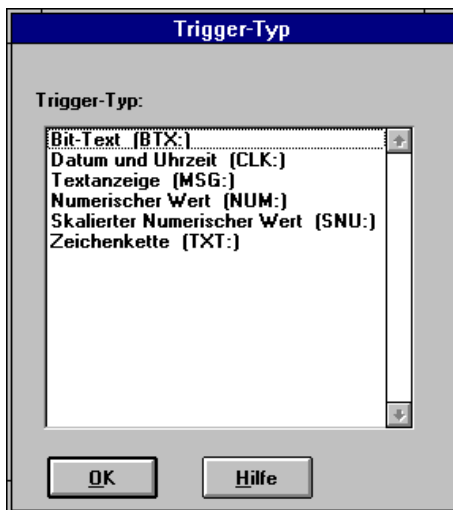 Trigger-Typ
Trigger-Typ:
Bit-Text (BTX:)
Datum und Uhrzeit (CLK:)
Textanzeige (MSG:)
Numerischer Wert (NUM:)
Skalierter Numerischer Wert (SNU:)
Zeichenkette (TXT:)
OK
Hilfe